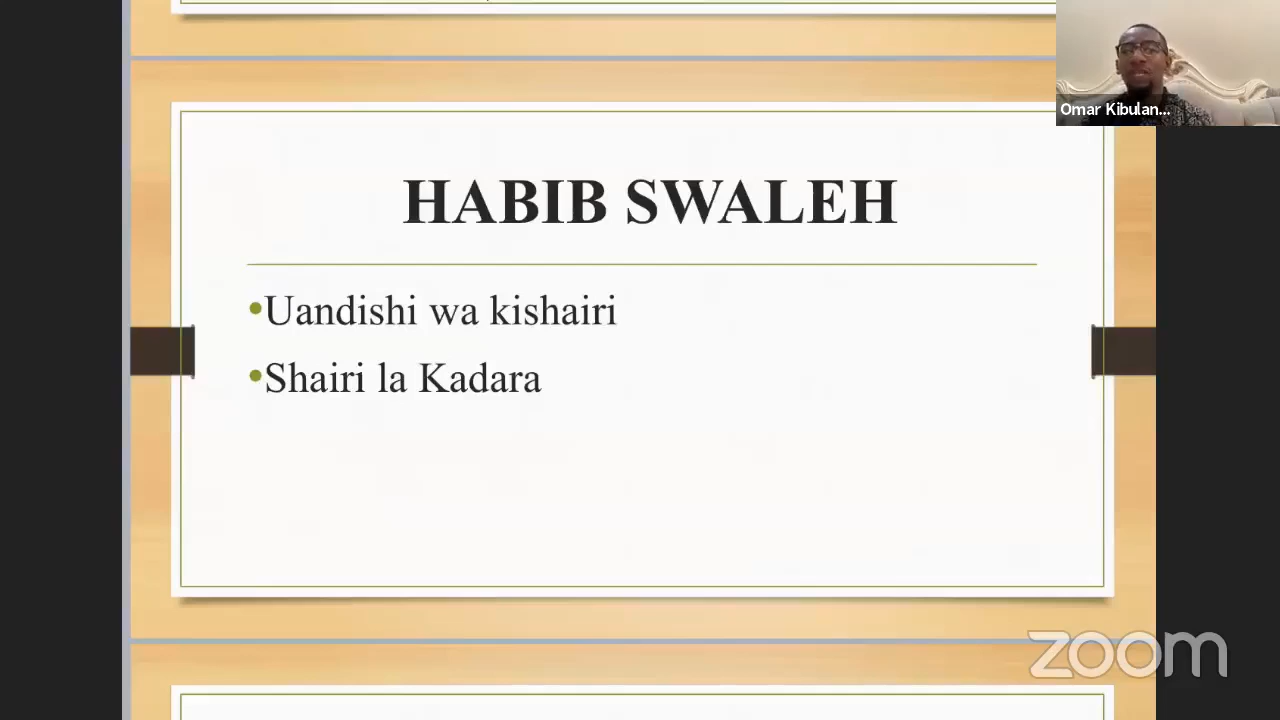 Omar Kibulan...
HABIB SWALEH
•Uandishi wa kishairi
•Shairi la Kadara
zoom